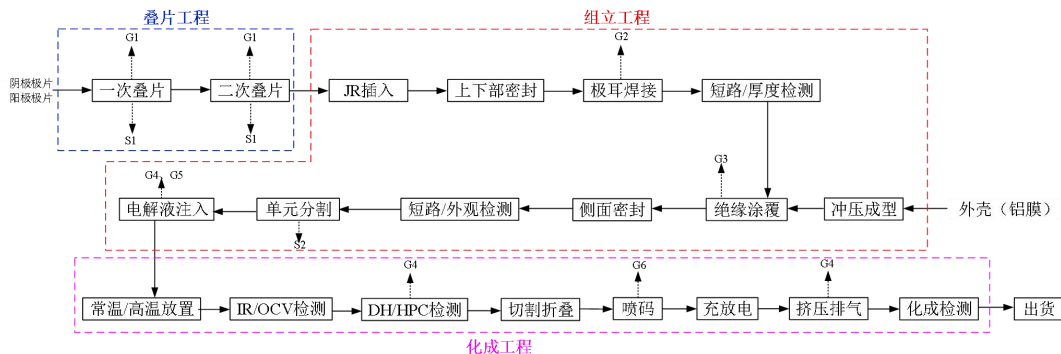 叠片工程
组立工程
G1
G1
G2
阴极极片
阳极极片
一次叠片
二次叠片
JR插入
上下部密封
极耳焊接
短路/厚度检测
S1
S1
G4、G5
G3
电解液注入
单元分割
短路/外观检测
侧面密封
绝缘涂覆
冲压成型
外壳（铝膜）
S2
G4
G6
G4
常温/高温放置
IR/OCV检测
DH/HPC检测
切割折叠
喷码
充放电
挤压排气
化成检测
出货
化成工程